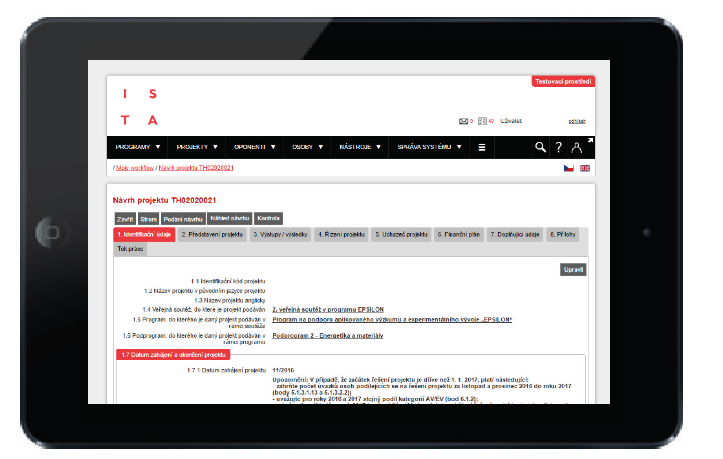 Testovací prostředí
I S
T A
0 48 Uživatel odhlásit
PROGRAMY ▼ PROJEKTY ▼ OPONENTI ▼ OSOBY ▼ NÁSTROJE ▼ SPRÁVA SYSTÉMU ▼
/ Moje workflow / Návrh projektu TH02020021
Návrh projektu TH02020021
Zavřít Strom Podání návrhu Náhled návrhu Kontrola
1. Identifikační údaje 2. Představení projektu 3. Výstupy / výsledky 4. Řízení projektu 5. Uchazeč projektu 6. Finanční plán 7. Doplňující údaje 8. Přílohy
Tok práce
Upravit
1.1 Identifikační kód projektu
1.2 Název projektu v původním jazyce projektu
1.3 Název projektu anglicky
1.4 Veřejná soutěž, do které je projekt podáván 2. veřejná soutěž v programu EPSILON
1.5 Program, do kterého je daný projekt podáván v rámci soutěže Program na podporu aplikovaného výzkumu a experimentálního vývoje „EPSILON"
1.6 Podprogram, do kterého je daný projekt podáván v rámci programu Podprogram 2 - Energetika a materiály
1.7 Datum zahájení a ukončení projektu
1.7.1 Datum zahájení projektu 11/2016
Upozornění: V případě, že začátek řešení projektu je dříve než 1. 1. 2017, platí následující:
- zahrňte počet úvazků osob podílejících se na řešení projektu za listopad a prosinec 2016 do roku 2017
(body 5.1.3.1.13 a 5.1.3.2.2)
- uvažujte pro roky 2016 a 2017 stejný podíl kategorií AV/EV (bod 6.1.2);